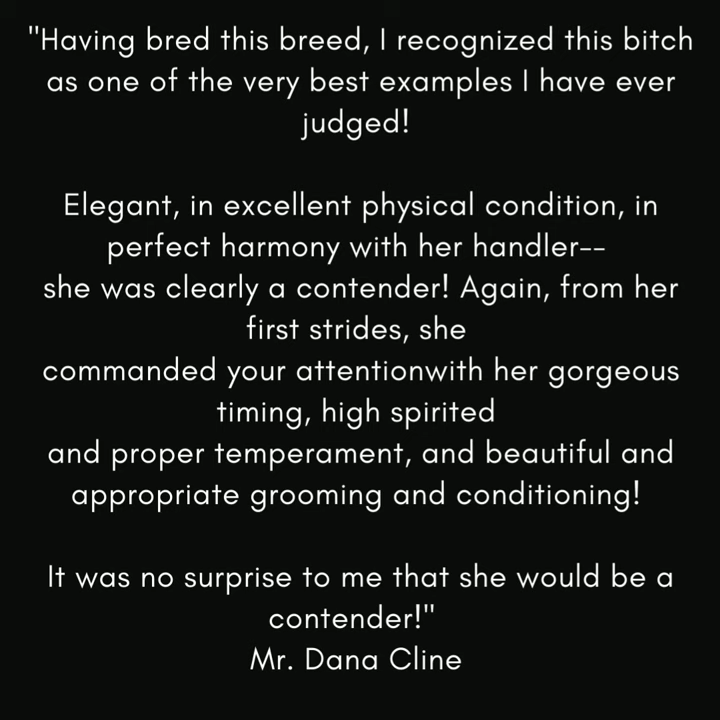 "Having bred this breed, I recognized this bitch
as one of the very best examples I have ever
judged!
Elegant, in excellent physical condition, in
perfect harmony with her handler--
she was clearly a contender! Again, from her
first strides, she
commanded your attentionwith her gorgeous
timing, high spirited
and proper temperament, and beautiful and
appropriate grooming and conditioning!
It was no surprise to me that she would be a
contender!"
Mr. Dana Cline